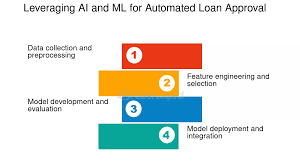 Leveraging AI and ML for Automated Loan Approval
Data collection and
preprocessing
1
2
Feature engineering and
selection
Model development and
evaluation
3
4
Model deployment and
integration